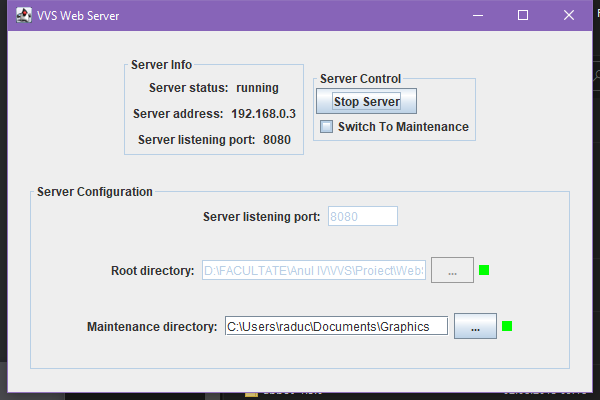 VVS Web Server
Server Info
Server status: running
Server address: 192.168.0.3
Server listening port: 8080
Server Control
Stop Server
Switch To Maintenance
Server Configuration
Server listening port: 8080
Root directory: D:\FACULTATE\Anul IV\VVS\Proiect\WebS
...
Maintenance directory: C:\Users\raduc\Documents\Graphics
...